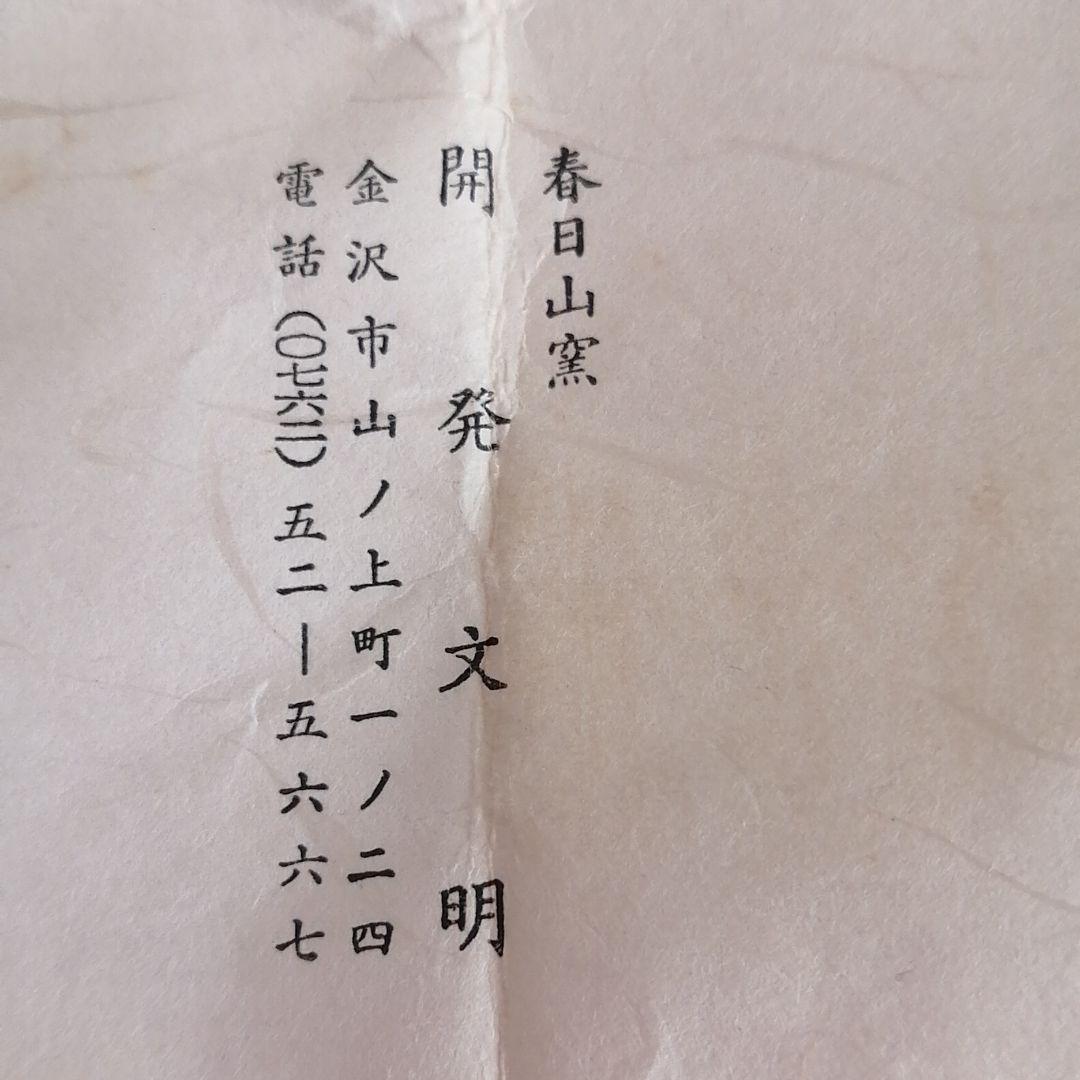 春日山窯
開発文明
金沢市山ノ上町一ノ二四
電話(〇七六二)五二―五六六七